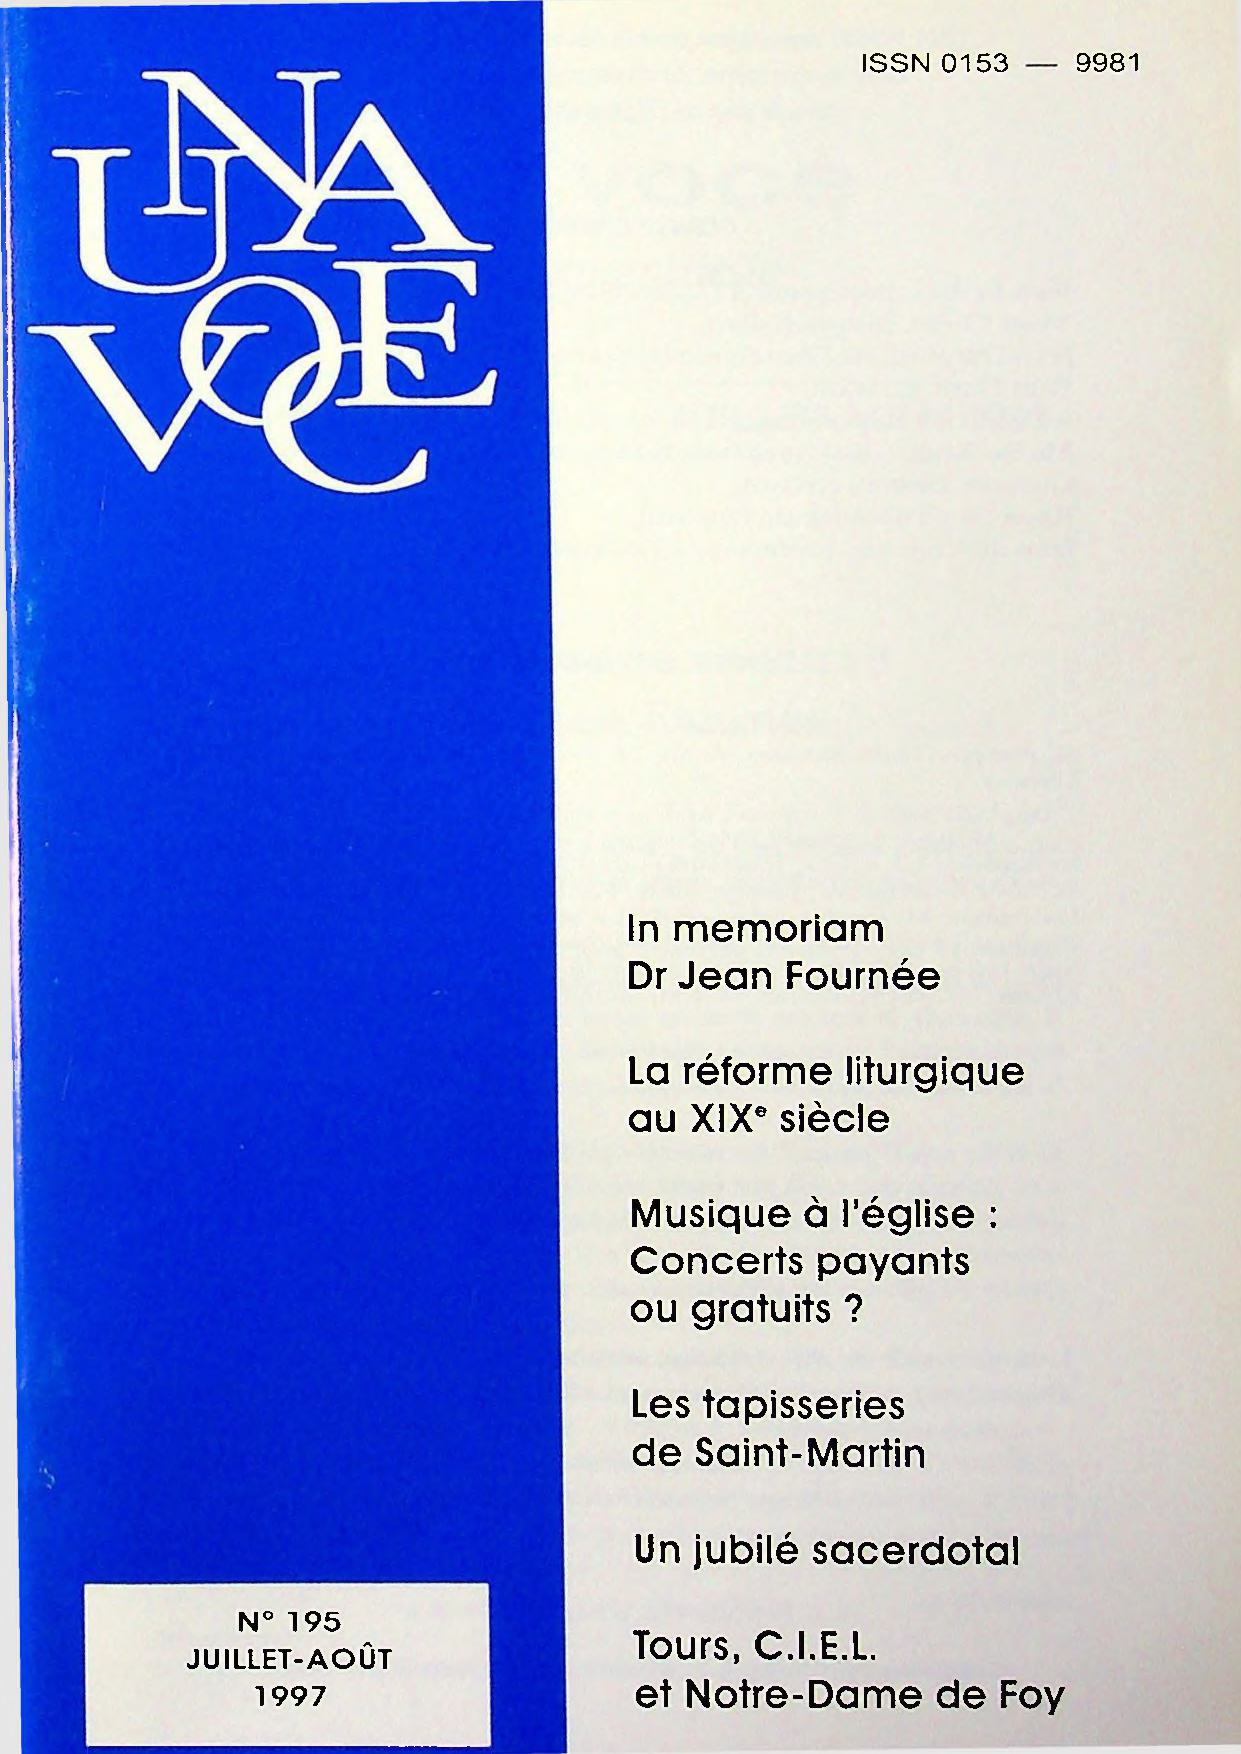 ISSN 0153 — 9981
UNA
VOCE
In memoriam
Dr Jean Fournée
La réforme liturgique
au XIXe siècle
Musique à l'église :
Concerts payants
ou gratuits ?
Les tapisseries
de Saint-Martin
Un jubilé sacerdotal
Tours, C.I.E.L.
et Notre-Dame de Foy
N° 195
JUILLET-AOÛT
1997